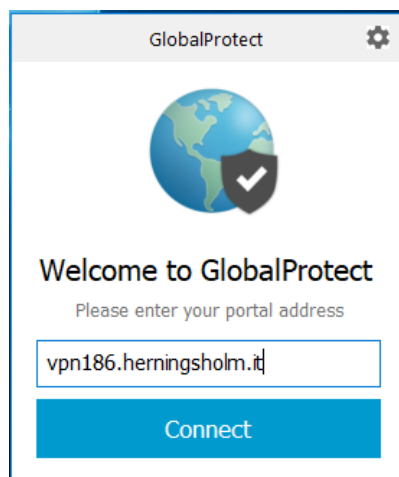 GlobalProtect
Welcome to GlobalProtect
Please enter your portal address
vpn186.herningsholm.it
Connect